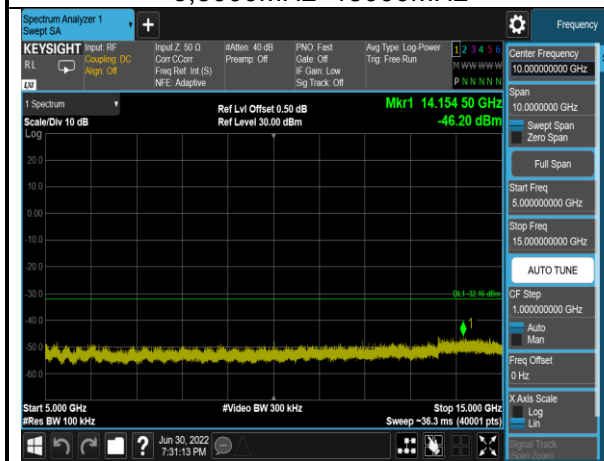 Spectrum Analyzer 1
Swept SA
+
Frequency
KEYSIGHT
RL
Input: RF
Coupling: DC
Align: Off
Input Z: 50 Ω
Corr CCorr
Freq Ref: Int (S)
NFE: Adaptive
#Atten: 40 dB
Preamp: Off
PNO: Fast
Gate: Off
IF Gain: Low
Sig Track: Off
Avg Type: Log-Power
Trig: Free Run
1 2 3 4 5 6
M W W W W W
P N N N N N
1 Spectrum
Scale/Div 10 dB
Log
Ref Lvl Offset 0.50 dB
Ref Level 30.00 dBm
Mkr1 14.154 50 GHz
-46.20 dBm
20.0
10.0
0.00
-10.0
-20.0
-30.0
-40.0
-50.0
-60.0
DL1 -32.16 dBm
1
Start 5.000 GHz
#Res BW 100 kHz
#Video BW 300 kHz
Stop 15.000 GHz
Sweep ~36.3 ms (40001 pts)
Center Frequency
10.000000000 GHz
Span
10.0000000 GHz
Swept Span
Zero Span
Full Span
Start Freq
5.000000000 GHz
Stop Freq
15.000000000 GHz
AUTO TUNE
CF Step
1.000000000 GHz
Auto
Man
Freq Offset
0 Hz
X Axis Scale
Log
Lin
Signal Track
(Span Zoom)
?
Jun 30, 2022
7:31:13 PM